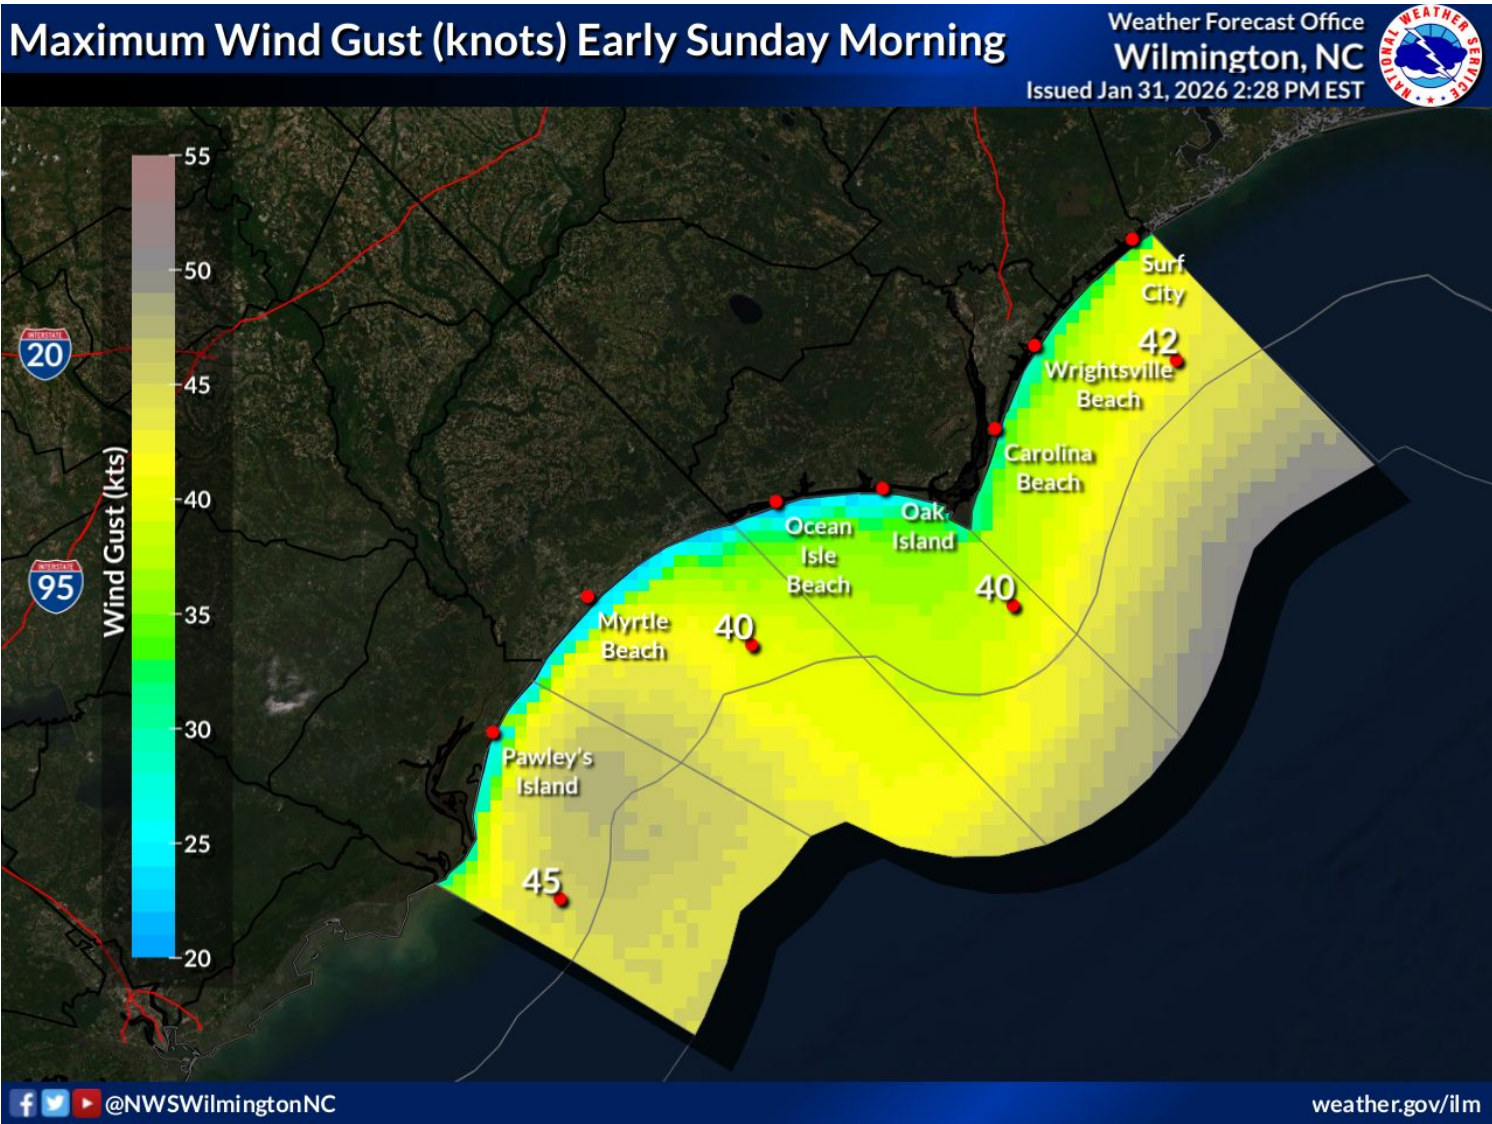 Maximum Wind Gust (knots) Early Sunday Morning
Weather Forecast Office
Wilmington, NC
Issued Jan 31, 2026 2:28 PM EST
NATIONAL WEATHER SERVICE
55
50
45
40
35
30
25
20
Wind Gust (kts)
INTERSTATE
20
INTERSTATE
95
Surf
City
42
Wrightsville
Beach
Carolina
Beach
Oak
Island
Ocean
Isle
Beach
40
Myrtle
Beach
40
Pawley's
Island
45
@NWSWilmingtonNC
weather.gov/ilm